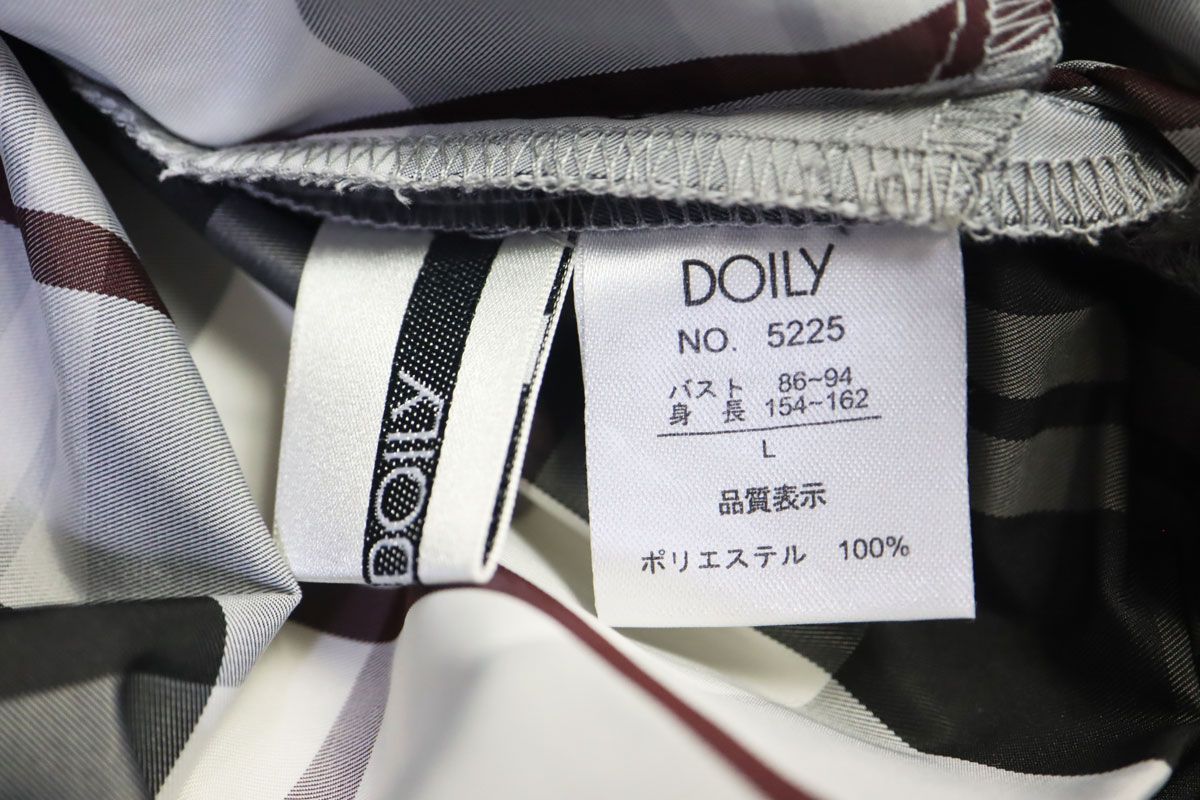 DOILY
DOILY
NO. 5225
バスト 86~94
身長 154~162
L
品質表示
ポリエステル 100%